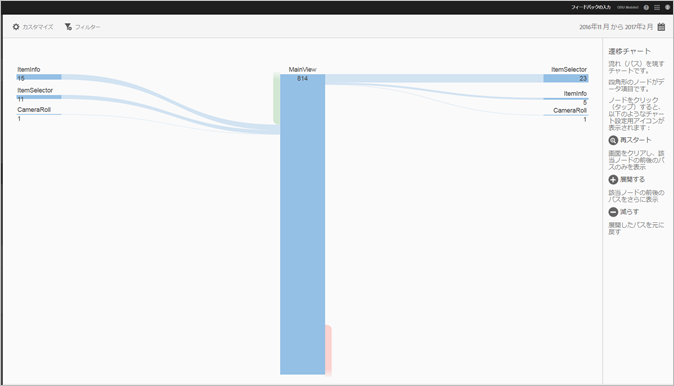 フィードバックの入力
カスタマイズ
フィルター
2016年11月 から 2017年2月
ItemInfo
15
ItemSelector
11
CameraRoll
1
MainView
614
ItemSelector
23
ItemInfo
5
CameraRoll
1
遷移チャート
流れ（パス）を現す
チャートです。
四角形のノードがデ
ータ項目です。
ノードをクリック
（タップ）すると、
以下のようなチャー
ト設定用アイコンが
表示されます：
再スタート
画面をクリアし、該
当ノードの前後のパ
スのみを表示
展開する
該当ノードの前後の
パスをさらに表示
減らす
展開したパスを元に
戻す